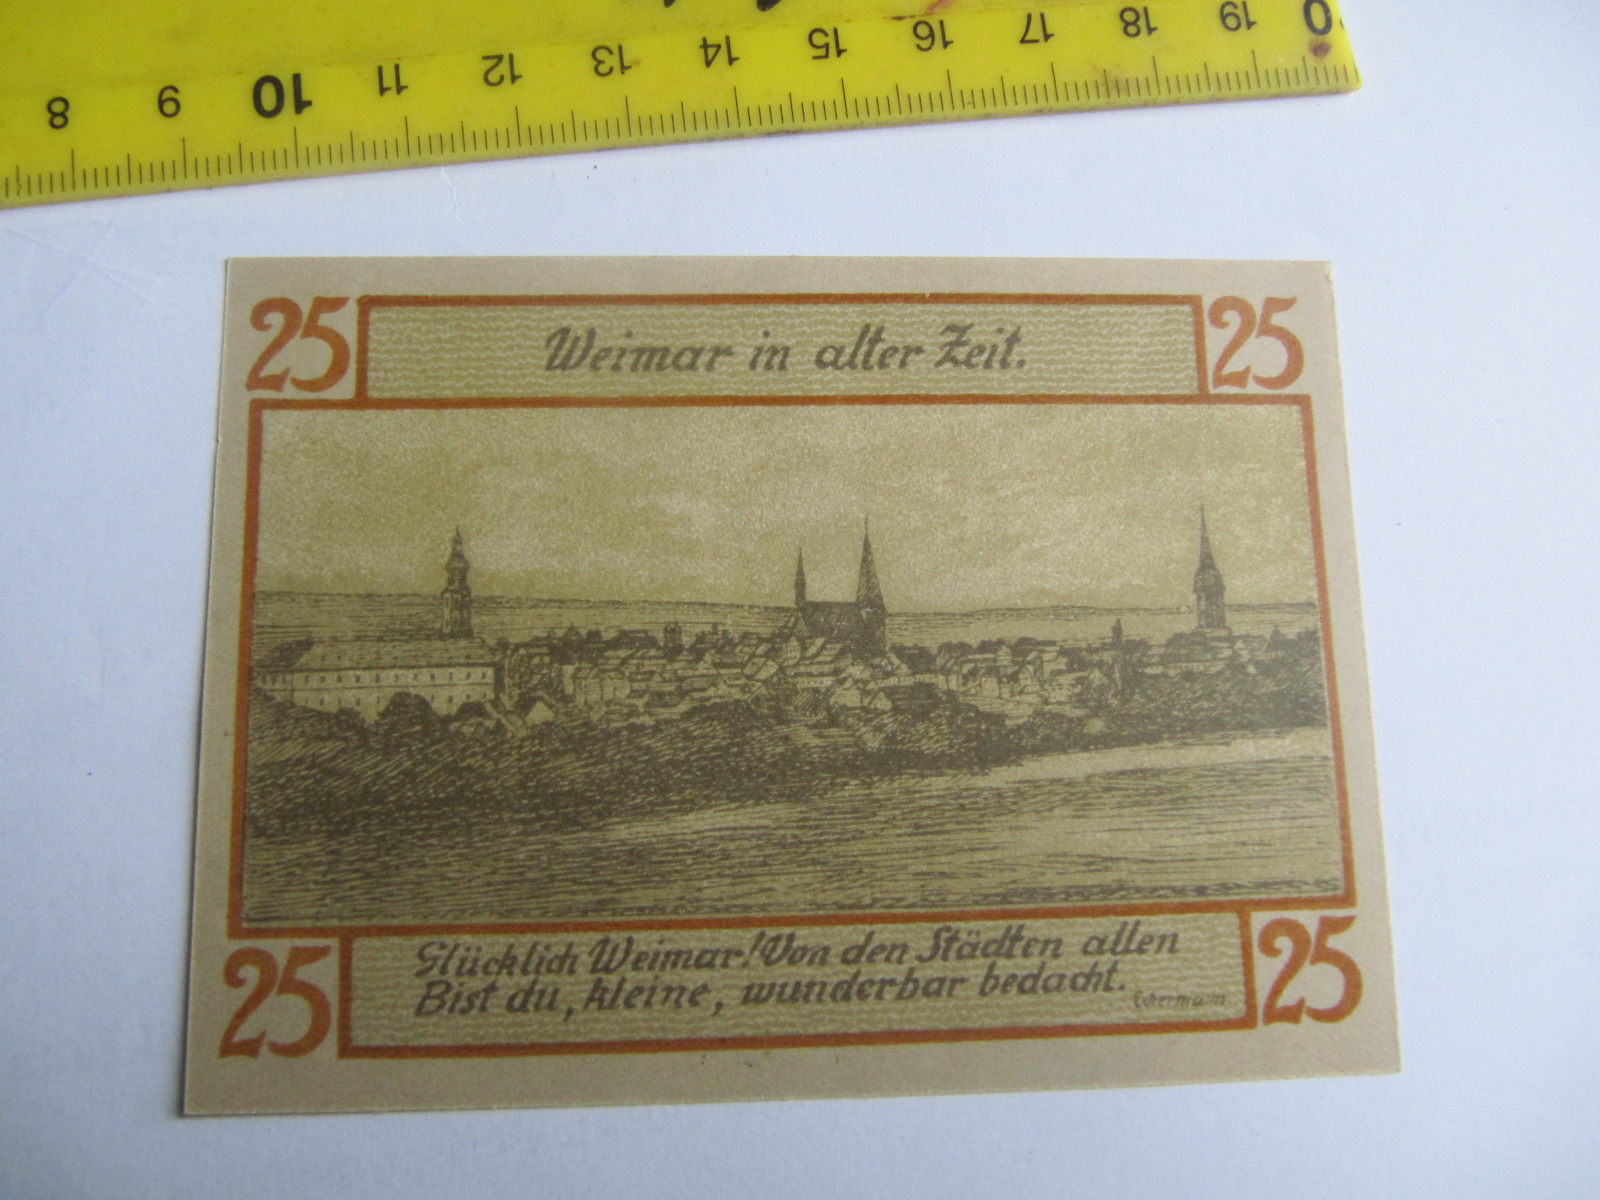 8 9 10 11 12 13 14 15 16 17 18 19
25 Weimar in alter Zeit. 25
25 Glücklich Weimar! Von den Städten allen 25
Bist du, kleine, wunderbar bedacht.
Eckermann